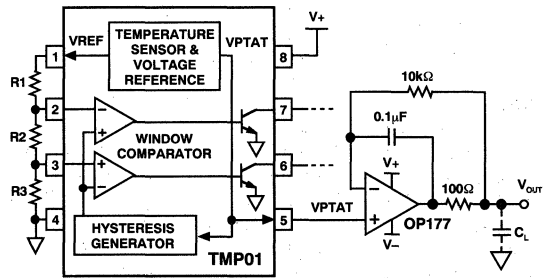 V+
VREF
TEMPERATURE
SENSOR &
VOLTAGE
REFERENCE
VPTAT
1
8
R1
2
7
R2
WINDOW
COMPARATOR
3
6
R3
4
5
HYSTERESIS
GENERATOR
TMP01
VPTAT
10kΩ
0.1µF
V+
V−
OP177
100Ω
VOUT
CL
−
+
+
−
−
+